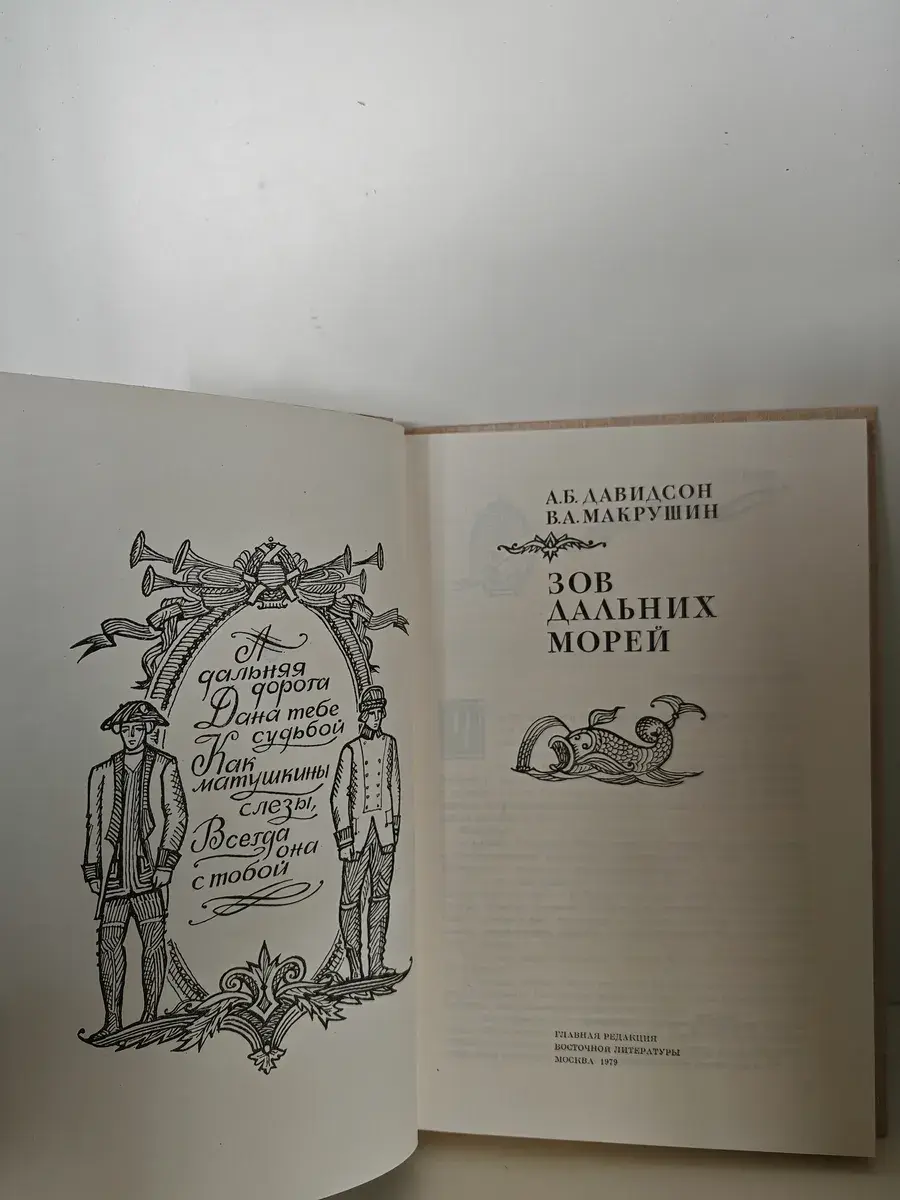 А
дальняя
дорога
Дана тебе
судьбой
Как
матушкины
слезы,
Всегда
она
с тобой
А.Б. ДАВИДСОН
В.А. МАКРУШИН
ЗОВ
ДАЛЬНИХ
МОРЕЙ
ГЛАВНАЯ РЕДАКЦИЯ
ВОСТОЧНОЙ ЛИТЕРАТУРЫ
МОСКВА 1979